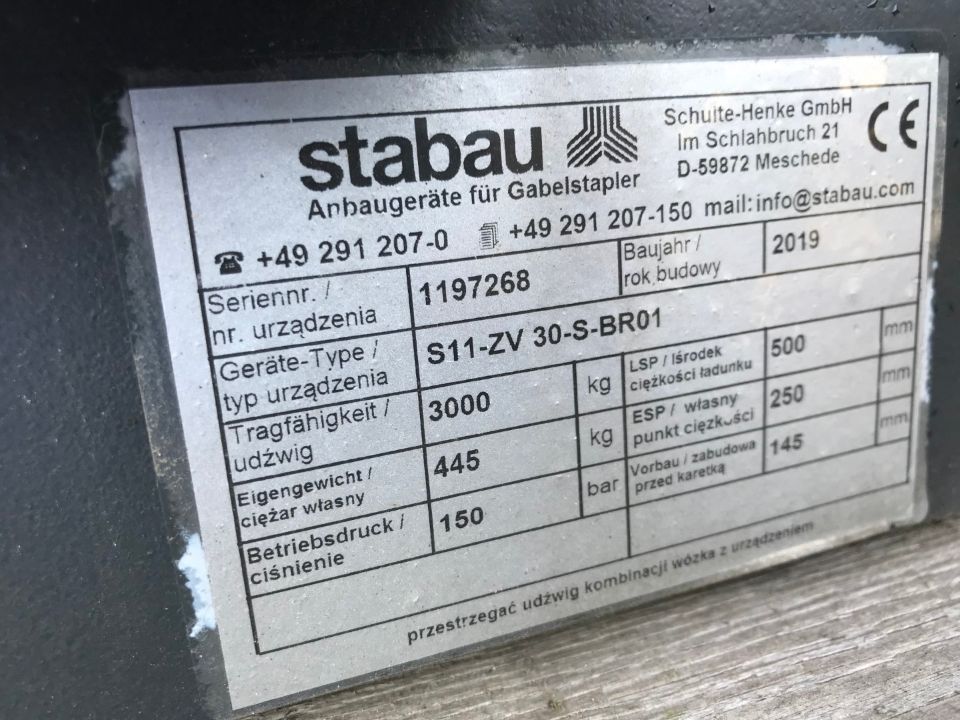 stabau
Anbaugeräte für Gabelstapler
Schulte-Henke GmbH
Im Schlahbruch 21
D-59872 Meschede
CE
+49 291 207-0 +49 291 207-150 mail: info@stabau.com
Seriennr. /
nr. urządzenia
1197268
Baujahr /
rok budowy
2019
Geräte-Type /
typ urządzenia
S11-ZV 30-S-BR01
Tragfähigkeit /
udźwig
3000 kg
LSP / lśrodek
ciężkości ładunku
500 mm
Eigengewicht /
ciężar własny
445 kg
ESP / własny
punkt ciężkości
250 mm
Betriebsdruck /
ciśnienie
150 bar
Vorbau / zabudowa
przed karetką
145 mm
przestrzegać udźwig kombinacji wózka z urządzeniem